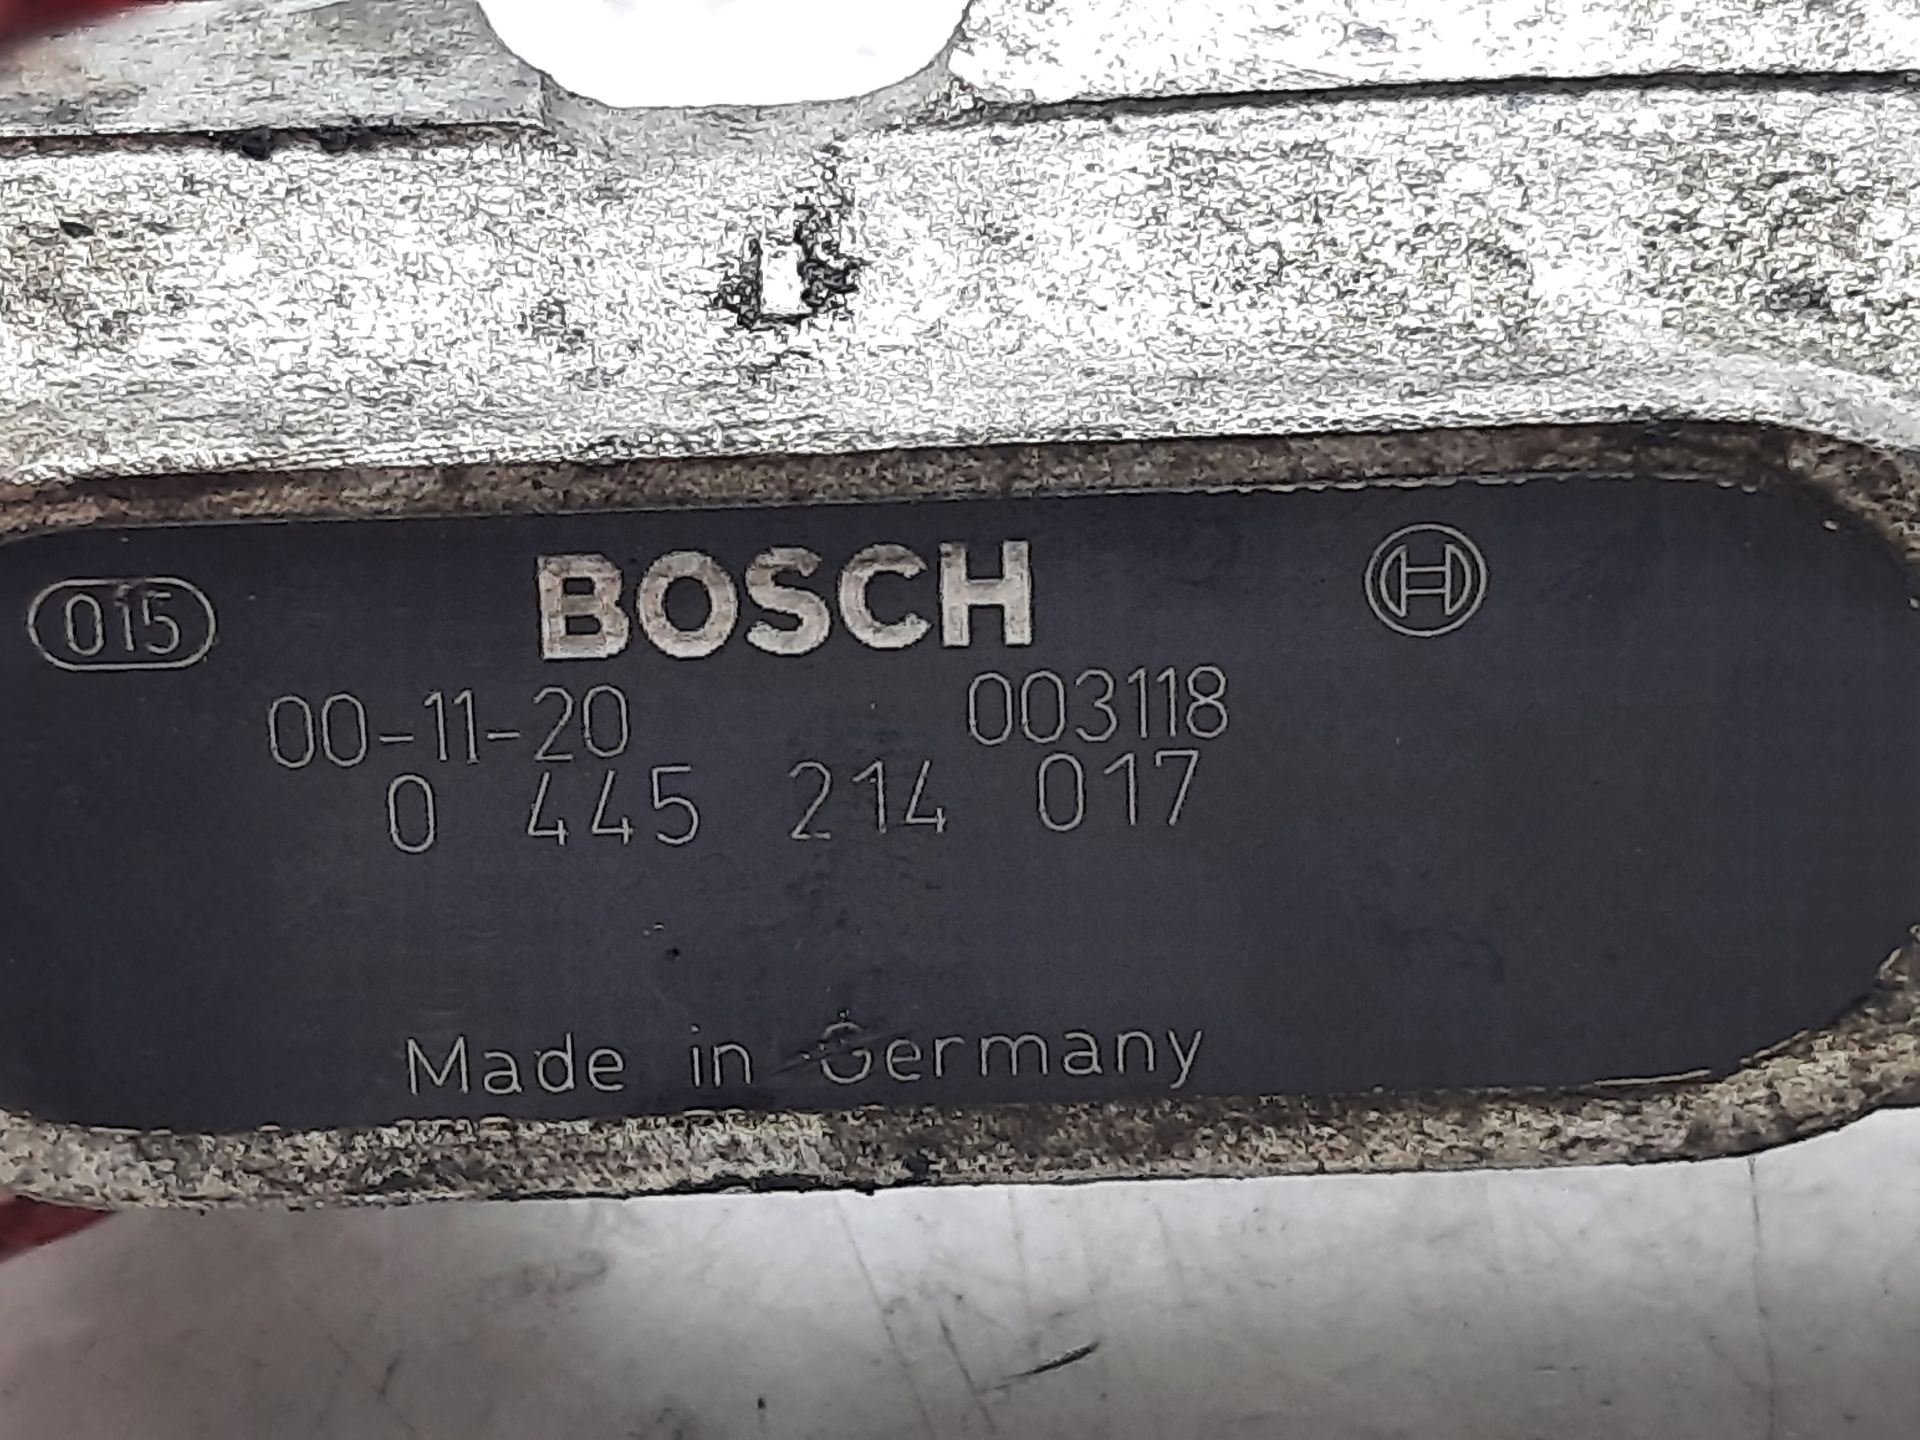 015 BOSCH
00-11-20 003118
0 445 214 017
Made in Germany